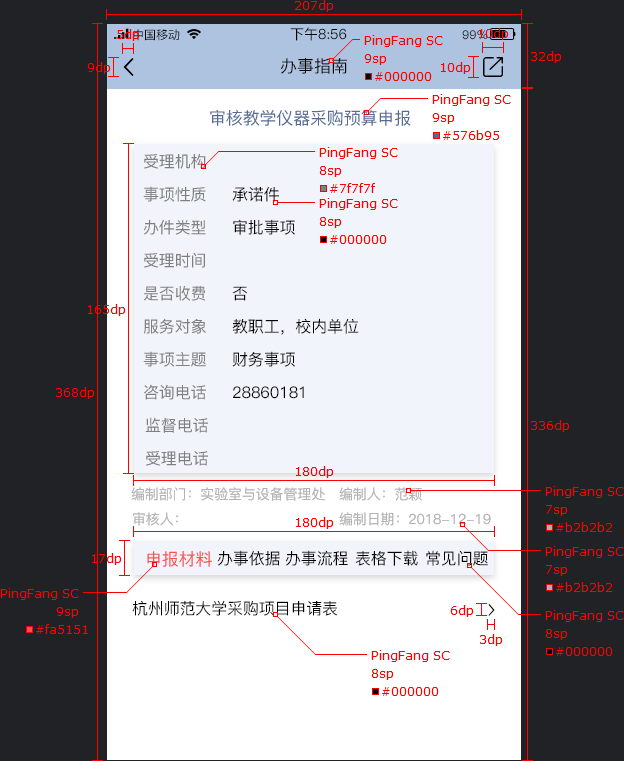 207dp
中国移动 下午8:56 99%
5dp
10dp
PingFang SC
9sp
#000000
32dp
9dp
办事指南
10dp
PingFang SC
9sp
#576b95
审核教学仪器采购预算申报
受理机构
PingFang SC
8sp
#7f7f7f
事项性质 承诺件
PingFang SC
8sp
#000000
办件类型 审批事项
受理时间
是否收费 否
165dp
服务对象 教职工，校内单位
事项主题 财务事项
368dp
咨询电话 28860181
监督电话
336dp
受理电话
180dp
编制部门：实验室与设备管理处 编制人：范颖
PingFang SC
7sp
#b2b2b2
审核人： 编制日期：2018-12-19
180dp
PingFang SC
7sp
#b2b2b2
17dp
申报材料 办事依据 办事流程 表格下载 常见问题
PingFang SC
9sp
#fa5151
PingFang SC
8sp
#000000
杭州师范大学采购项目申请表
6dp
3dp
PingFang SC
8sp
#000000